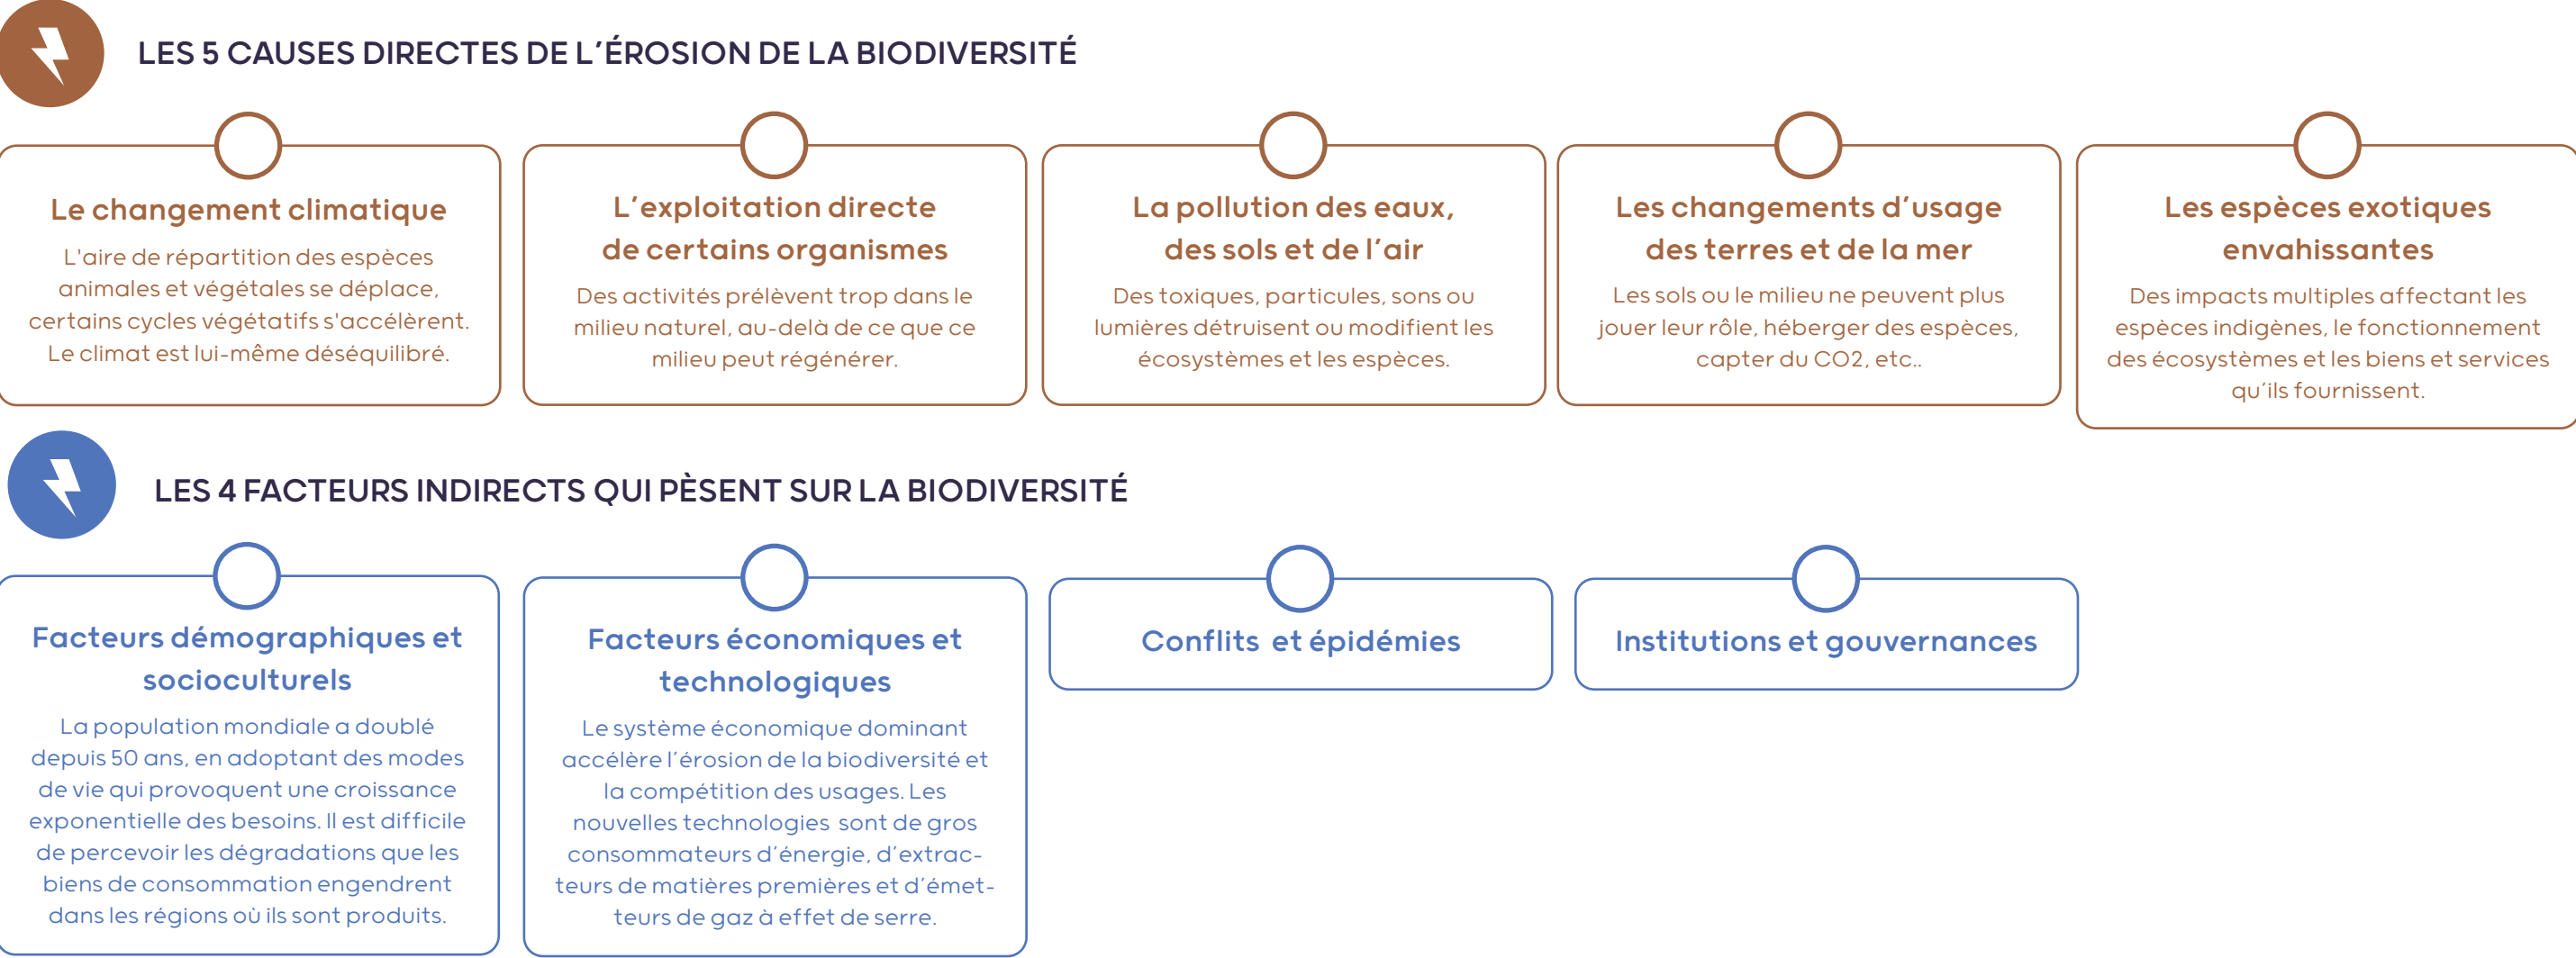 LES 5 CAUSES DIRECTES DE L’ÉROSION DE LA BIODIVERSITÉ
Le changement climatique
L'aire de répartition des espèces
animales et végétales se déplace,
certains cycles végétatifs s'accélèrent.
Le climat est lui-même déséquilibré.
L’exploitation directe
de certains organismes
Des activités prélèvent trop dans le
milieu naturel, au-delà de ce que ce
milieu peut régénérer.
La pollution des eaux,
des sols et de l’air
Des toxiques, particules, sons ou
lumières détruisent ou modifient les
écosystèmes et les espèces.
Les changements d’usage
des terres et de la mer
Les sols ou le milieu ne peuvent plus
jouer leur rôle, héberger des espèces,
capter du CO2, etc..
Les espèces exotiques
envahissantes
Des impacts multiples affectant les
espèces indigènes, le fonctionnement
des écosystèmes et les biens et services
qu’ils fournissent.
LES 4 FACTEURS INDIRECTS QUI PÈSENT SUR LA BIODIVERSITÉ
Facteurs démographiques et
socioculturels
La population mondiale a doublé
depuis 50 ans, en adoptant des modes
de vie qui provoquent une croissance
exponentielle des besoins. Il est difficile
de percevoir les dégradations que les
biens de consommation engendrent
dans les régions où ils sont produits.
Facteurs économiques et
technologiques
Le système économique dominant
accélère l’érosion de la biodiversité et
la compétition des usages. Les
nouvelles technologies sont de gros
consommateurs d’énergie, d’extrac-
teurs de matières premières et d’émet-
teurs de gaz à effet de serre.
Conflits et épidémies
Institutions et gouvernances